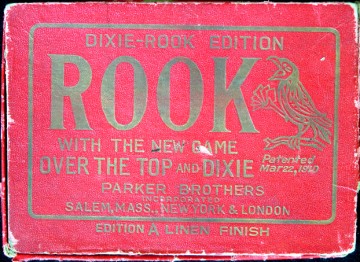 DIXIE-ROOK EDITION
ROOK
WITH THE NEW GAME
OVER THE TOP AND DIXIE
Patented
Mar 22, 1910
PARKER BROTHERS
INCORPORATED
SALEM, MASS., NEW YORK & LONDON
EDITION A LINEN FINISH